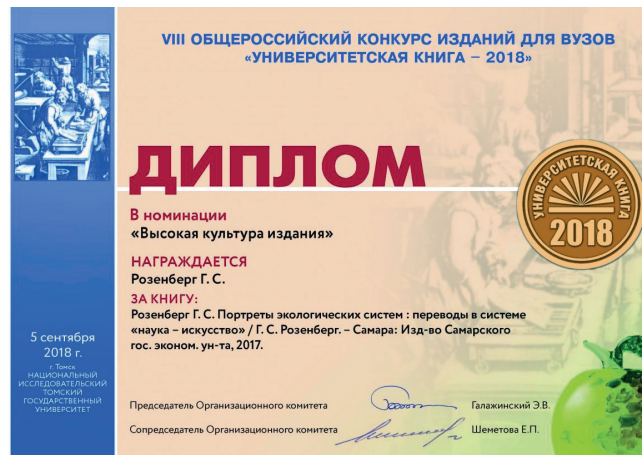 VIII ОБЩЕРОССИЙСКИЙ КОНКУРС ИЗДАНИЙ ДЛЯ ВУЗОВ
«УНИВЕРСИТЕТСКАЯ КНИГА – 2018»
ДИПЛОМ
УНИВЕРСИТЕТСКАЯ КНИГА
2018
В номинации
«Высокая культура издания»
НАГРАЖДАЕТСЯ
Розенберг Г. С.
ЗА КНИГУ:
Розенберг Г. С. Портреты экологических систем : переводы в системе
«наука – искусство» / Г. С. Розенберг. – Самара: Изд-во Самарского
гос. эконом. ун-та, 2017.
5 сентября
2018 г.
г. Томск
НАЦИОНАЛЬНЫЙ
ИССЛЕДОВАТЕЛЬСКИЙ
ТОМСКИЙ
ГОСУДАРСТВЕННЫЙ
УНИВЕРСИТЕТ
Председатель Организационного комитета Галажинский Э.В.
Сопредседатель Организационного комитета Шеметова Е.П.